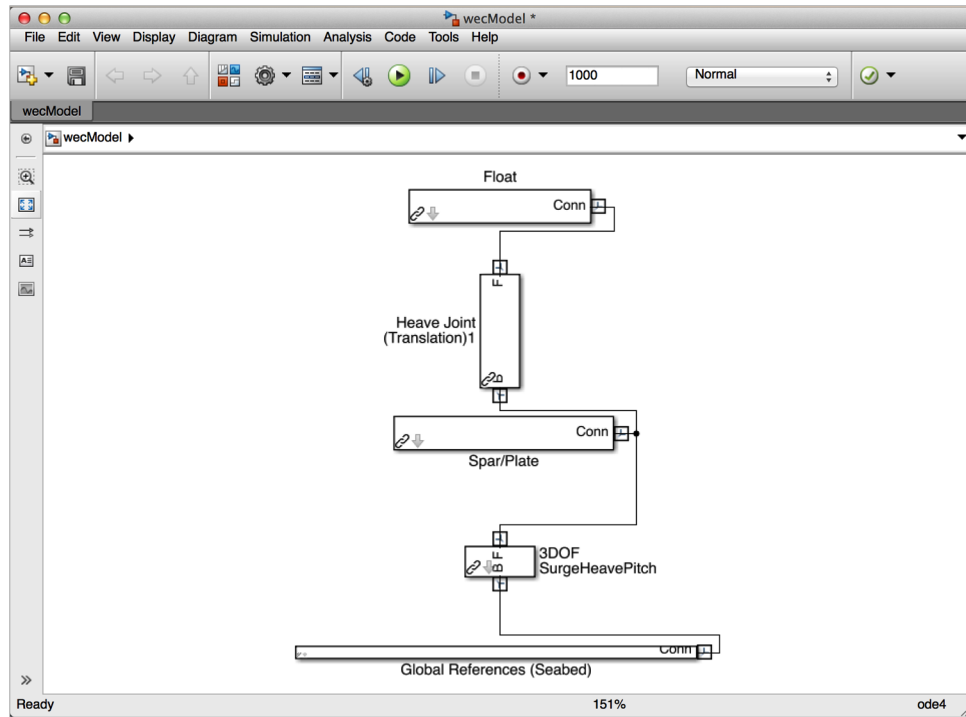 wecModel *
File Edit View Display Diagram Simulation Analysis Code Tools Help
1000
Normal
wecModel
wecModel
Float
Conn
F
Heave Joint
(Translation)1
B
Conn
Spar/Plate
F
B
3DOF
SurgeHeavePitch
Conn
Global References (Seabed)
Ready
151%
ode4